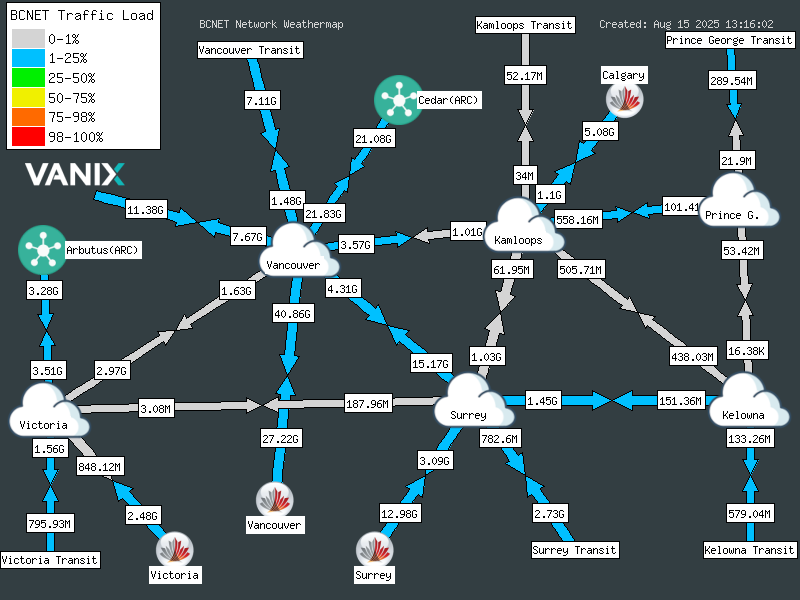 BCNET Traffic Load
0-1%
1-25%
25-50%
50-75%
75-98%
98-100%
BCNET Network Weathermap
Created: Aug 15 2025 13:16:02
Kamloops Transit
Prince George Transit
Vancouver Transit
52.17M
Calgary
289.54M
7.11G
Cedar(ARC)
21.08G
5.08G
21.9M
VANIX
34M
1.1G
1.48G
21.83G
11.38G
558.16M
101.41
Prince G.
7.67G
3.57G
1.01G
Kamloops
Arbutus(ARC)
53.42M
Vancouver
61.95M
505.71M
3.28G
1.63G
4.31G
40.86G
3.51G
2.97G
15.17G
1.03G
438.03M
16.38K
3.08M
187.96M
1.45G
151.36M
Victoria
Surrey
Kelowna
1.56G
848.12M
27.22G
3.09G
782.6M
133.26M
795.93M
2.48G
Vancouver
12.98G
2.73G
579.04M
Victoria Transit
Victoria
Surrey
Surrey Transit
Kelowna Transit